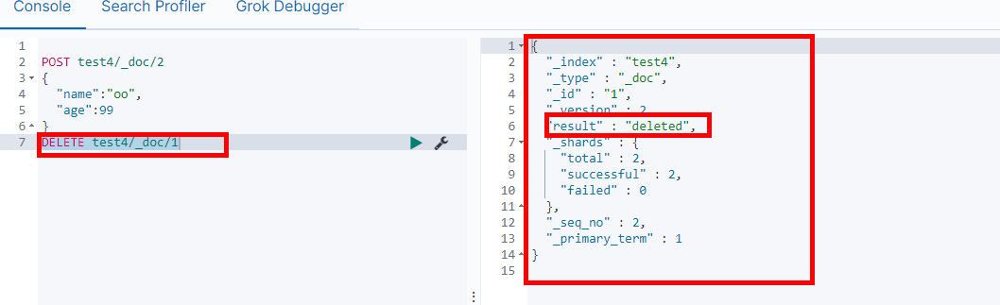 Console Search Profiler Grok Debugger
1
2 POST test4/_doc/2
3 {
4 "name":"oo",
5 "age":99
6 }
7 DELETE test4/_doc/1
1 {
2 "_index" : "test4",
3 "_type" : "_doc",
4 "_id" : "1",
5 "_version" : 2,
6 "result" : "deleted",
7 "_shards" : {
8 "total" : 2,
9 "successful" : 2,
10 "failed" : 0
11 },
12 "_seq_no" : 2,
13 "_primary_term" : 1
14 }
15